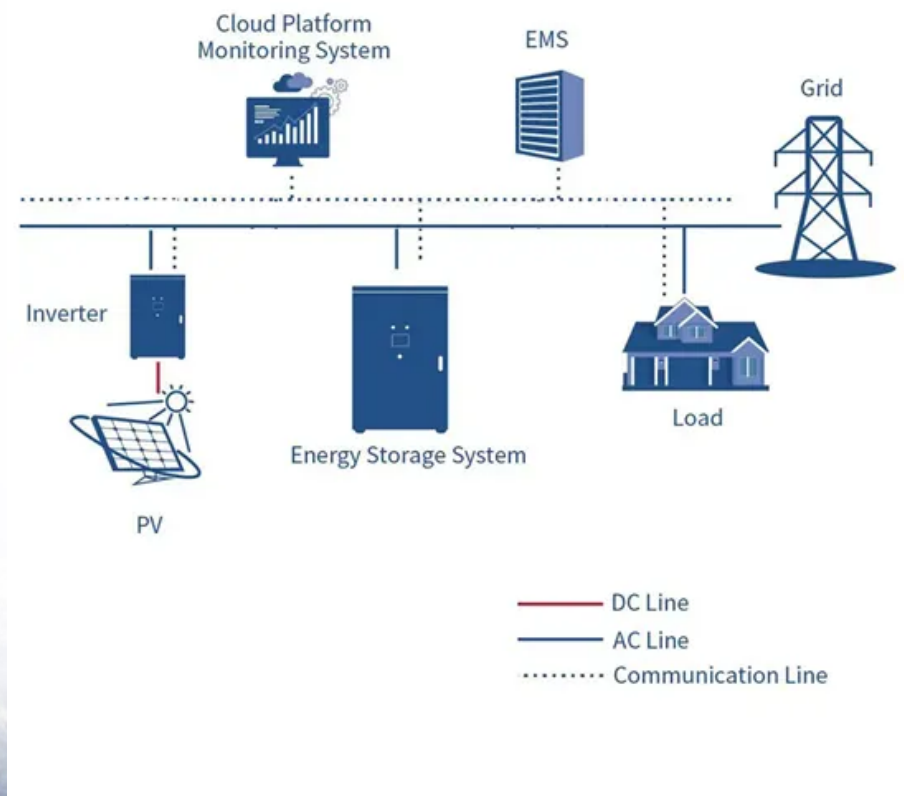 Cloud Platform
Monitoring System
EMS
Grid
Inverter
Load
Energy Storage System
PV
DC Line
AC Line
Communication Line